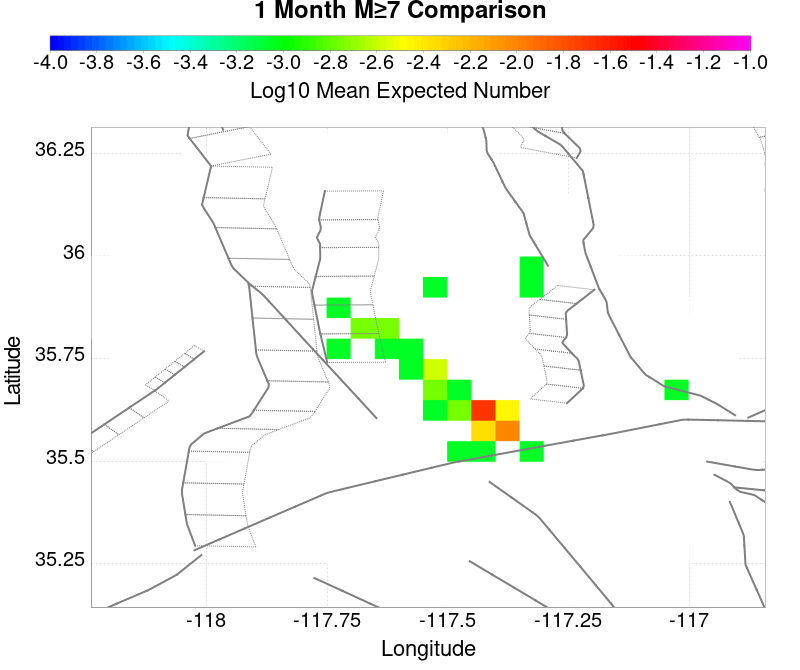 1 Month M≥7 Comparison
-4.0 -3.8 -3.6 -3.4 -3.2 -3.0 -2.8 -2.6 -2.4 -2.2 -2.0 -1.8 -1.6 -1.4 -1.2 -1.0
Log10 Mean Expected Number
36.25
36
35.75
35.5
35.25
Latitude
-118 -117.75 -117.5 -117.25 -117
Longitude